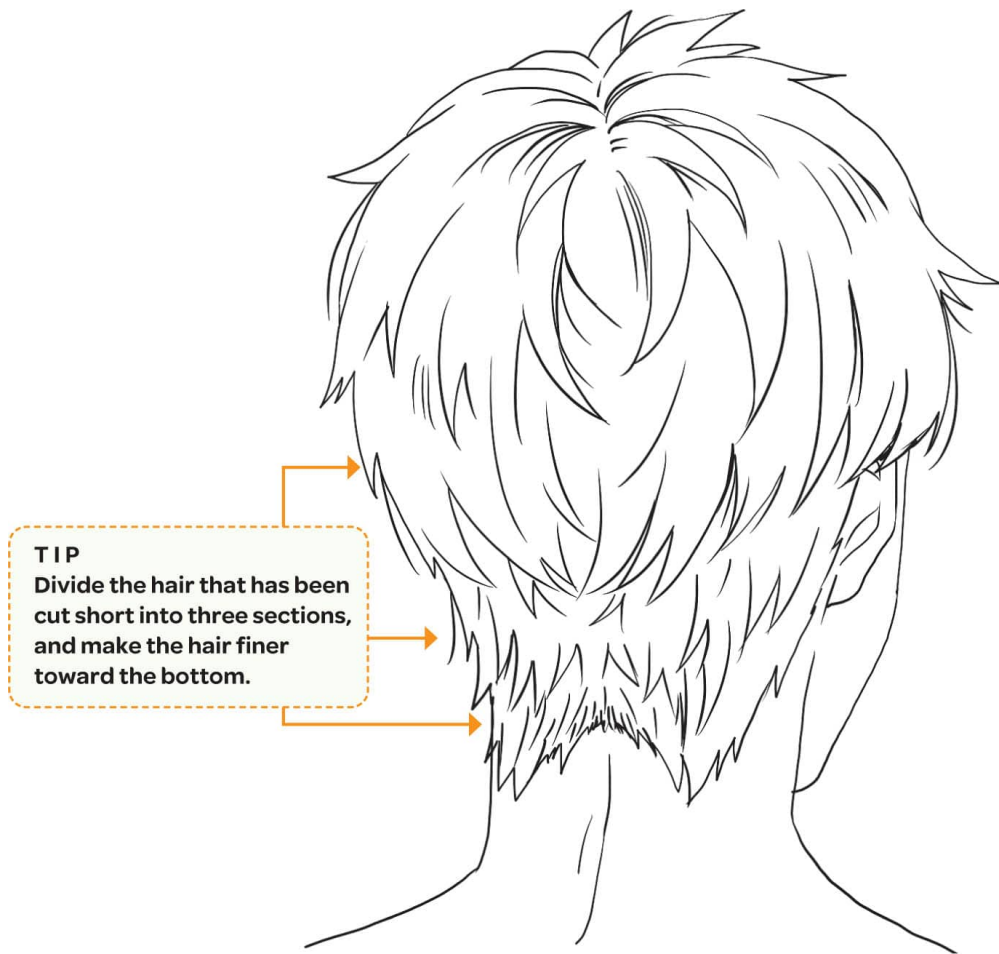 TIP
Divide the hair that has been
cut short into three sections,
and make the hair finer
toward the bottom.